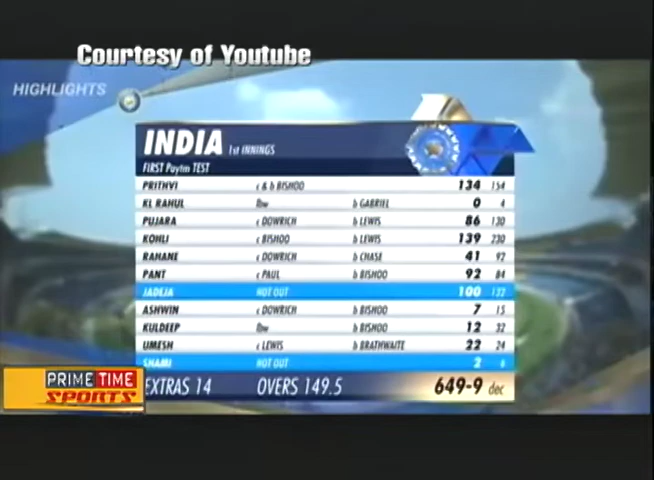 Courtesy of Youtube
HIGHLIGHTS
INDIA 1st INNINGS
FIRST Paytm TEST
PRITHVI c & b BISHOO 134 154
KL RAHUL lbw b GABRIEL 0 4
PUJARA c DOWRICH b LEWIS 86 130
KOHLI c BISHOO b LEWIS 139 230
RAHANE c DOWRICH b CHASE 41 92
PANT c PAUL b BISHOO 92 84
JADEJA NOT OUT 100 132
ASHWIN c DOWRICH b BISHOO 7 15
KULDEEP lbw b BISHOO 12 32
UMESH c LEWIS b BRATHWAITE 22 24
SHAMI NOT OUT 2 6
EXTRAS 14 OVERS 149.5 649-9 dec
PRIME TIME
SPORTS